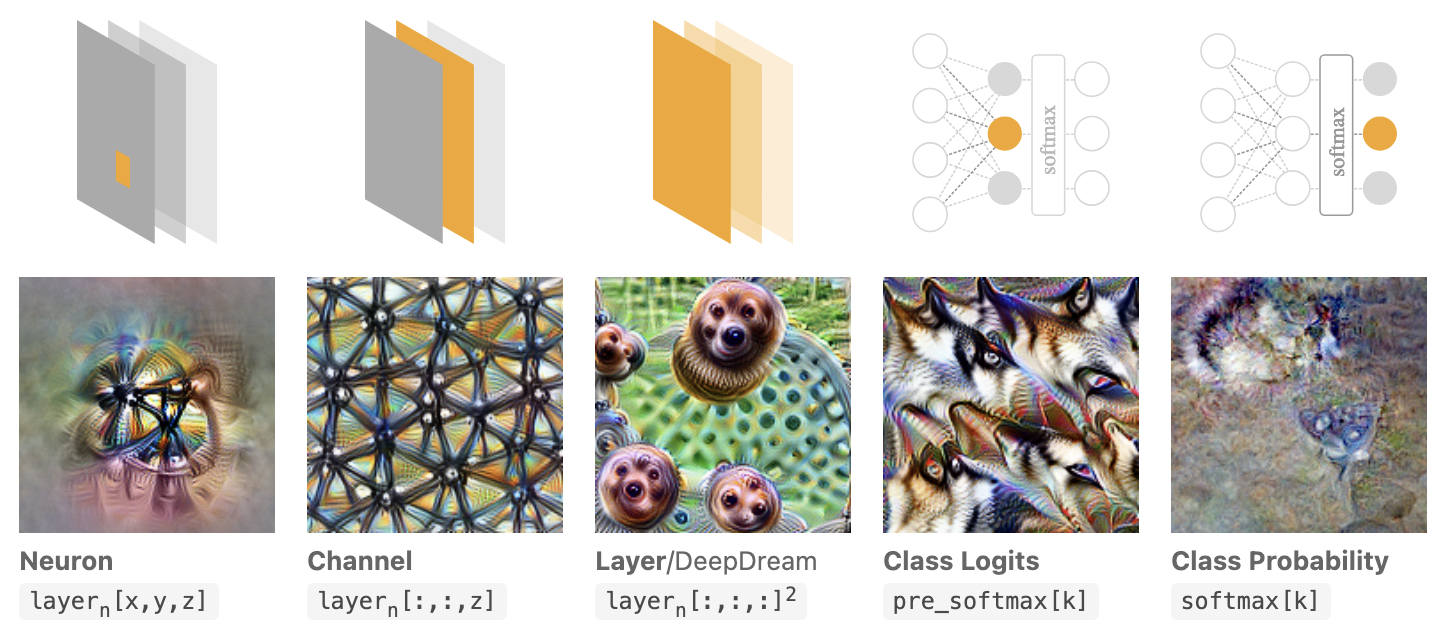 softmax
softmax
Neuron
Channel
Layer/DeepDream
Class Logits
Class Probability
layerₙ[x,y,z]
layerₙ[:,:,z]
layerₙ[:,:,:]²
pre_softmax[k]
softmax[k]